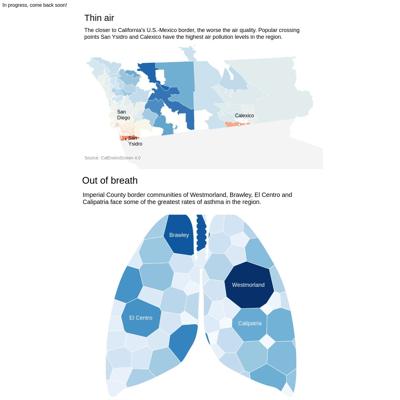 In progress, come back soon!
Thin air
The closer to California's U.S.-Mexico border, the worse the air quality. Popular crossing
points San Ysidro and Calexico have the highest air pollution levels in the region.
San
Diego
Calexico
San
Ysidro
Source: CalEnviroScreen 4.0
Out of breath
Imperial County border communities of Westmorland, Brawley, El Centro and
Calipatria face some of the greatest rates of asthma in the region.
Brawley
Westmorland
El Centro
Calipatria